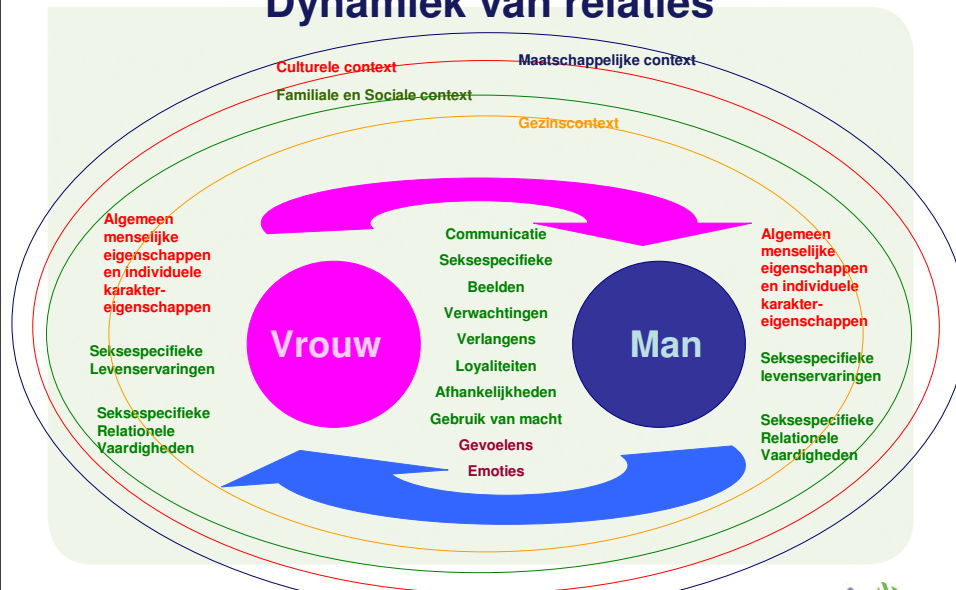 Dynamiek van relaties
Culturele context
Maatschappelijke context
Familiale en Sociale context
Gezinscontext
Algemeen
menselijke
eigenschappen
en individuele
karakter-
eigenschappen
Seksespecifieke
Levenservaringen
Seksespecifieke
Relationele
Vaardigheden
Vrouw
Communicatie
Seksespecifieke
Beelden
Verwachtingen
Verlangens
Loyaliteiten
Afhankelijkheden
Gebruik van macht
Gevoelens
Emoties
Man
Algemeen
menselijke
eigenschappen
en individuele
karakter-
eigenschappen
Seksespecifieke
levenservaringen
Seksespecifieke
Relationele
Vaardigheden